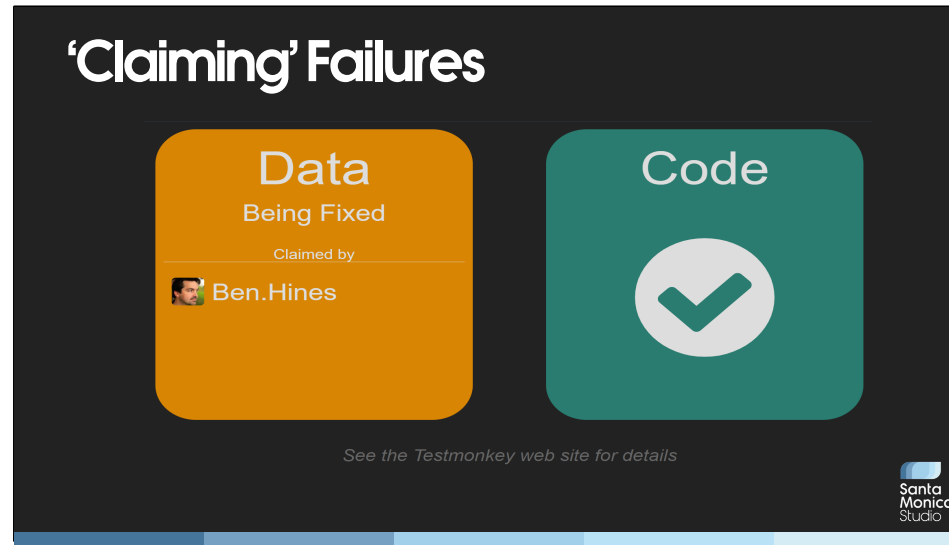 ‘Claiming’ Failures
Data
Being Fixed
Claimed by
Ben.Hines
Code
See the Testmonkey web site for details
Santa
Monica
Studio